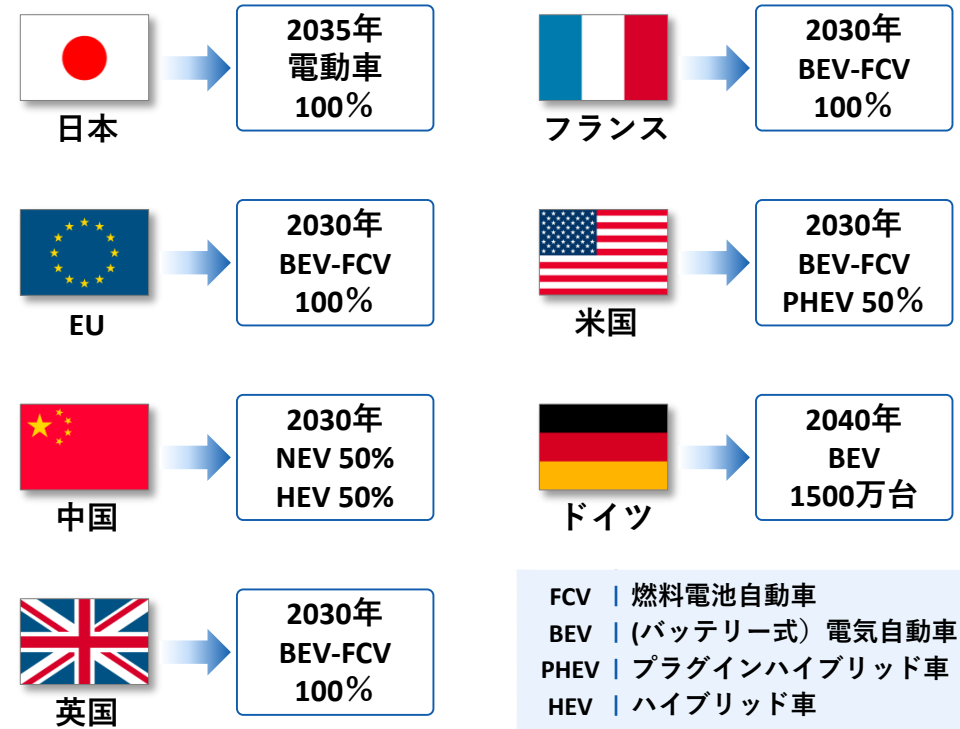 2035年
電動車
100％
日本
2030年
BEV-FCV
100％
フランス
2030年
BEV-FCV
100％
EU
2030年
BEV-FCV
PHEV 50％
米国
2030年
NEV 50%
HEV 50%
中国
2040年
BEV
1500万台
ドイツ
2030年
BEV-FCV
100％
英国
FCV | 燃料電池自動車
BEV | (バッテリー式）電気自動車
PHEV | プラグインハイブリッド車
HEV | ハイブリッド車